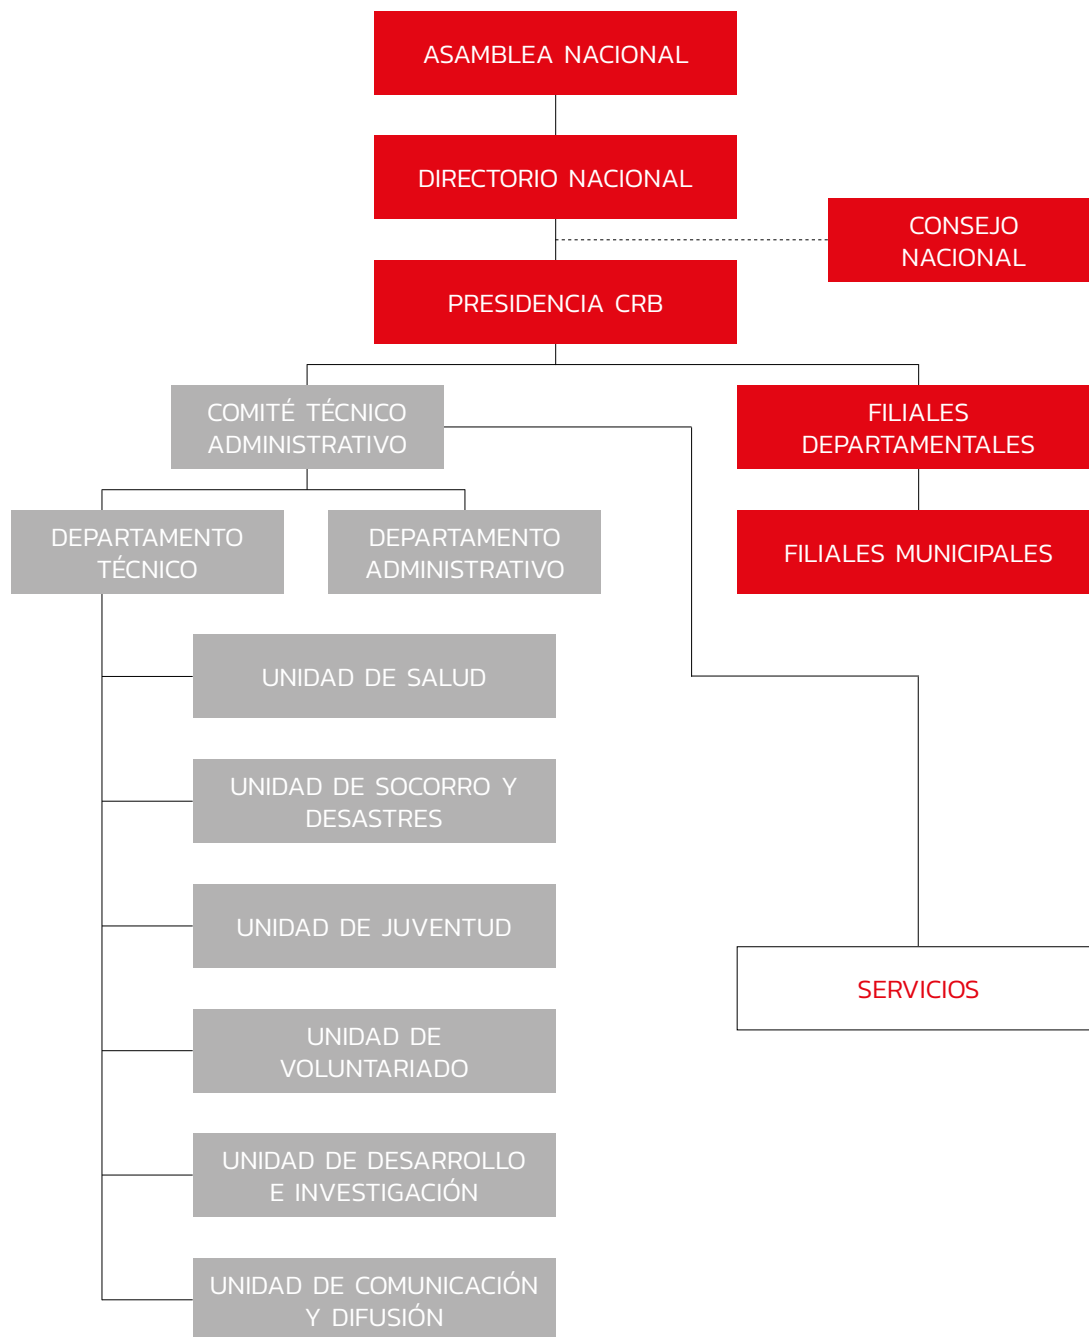 ASAMBLEA NACIONAL
DIRECTORIO NACIONAL
CONSEJO
NACIONAL
PRESIDENCIA CRB
COMITÉ TÉCNICO
ADMINISTRATIVO
FILIALES
DEPARTAMENTALES
DEPARTAMENTO
TÉCNICO
DEPARTAMENTO
ADMINISTRATIVO
FILIALES MUNICIPALES
UNIDAD DE SALUD
UNIDAD DE SOCORRO Y
DESASTRES
UNIDAD DE JUVENTUD
SERVICIOS
UNIDAD DE
VOLUNTARIADO
UNIDAD DE DESARROLLO
E INVESTIGACIÓN
UNIDAD DE COMUNICACIÓN
Y DIFUSIÓN